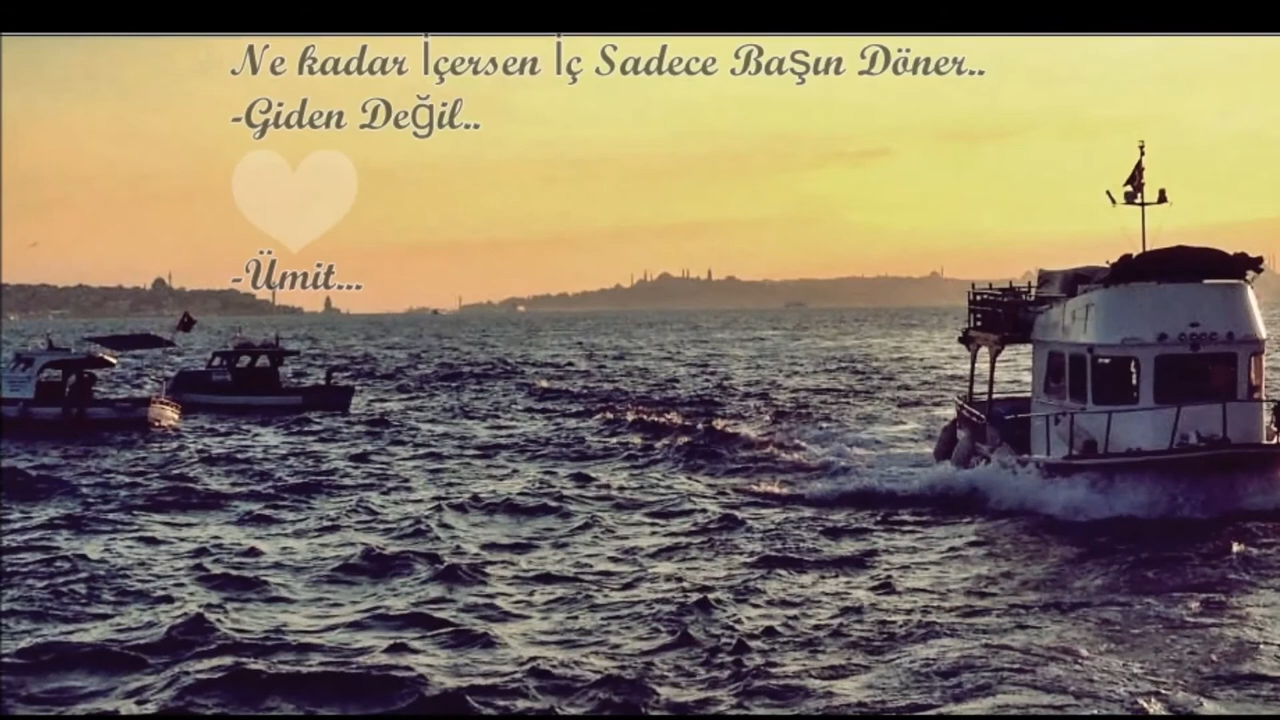 Ne kadar İçersen İç Sadece Başın Döner..
-Giden Değil..
-Ümit...